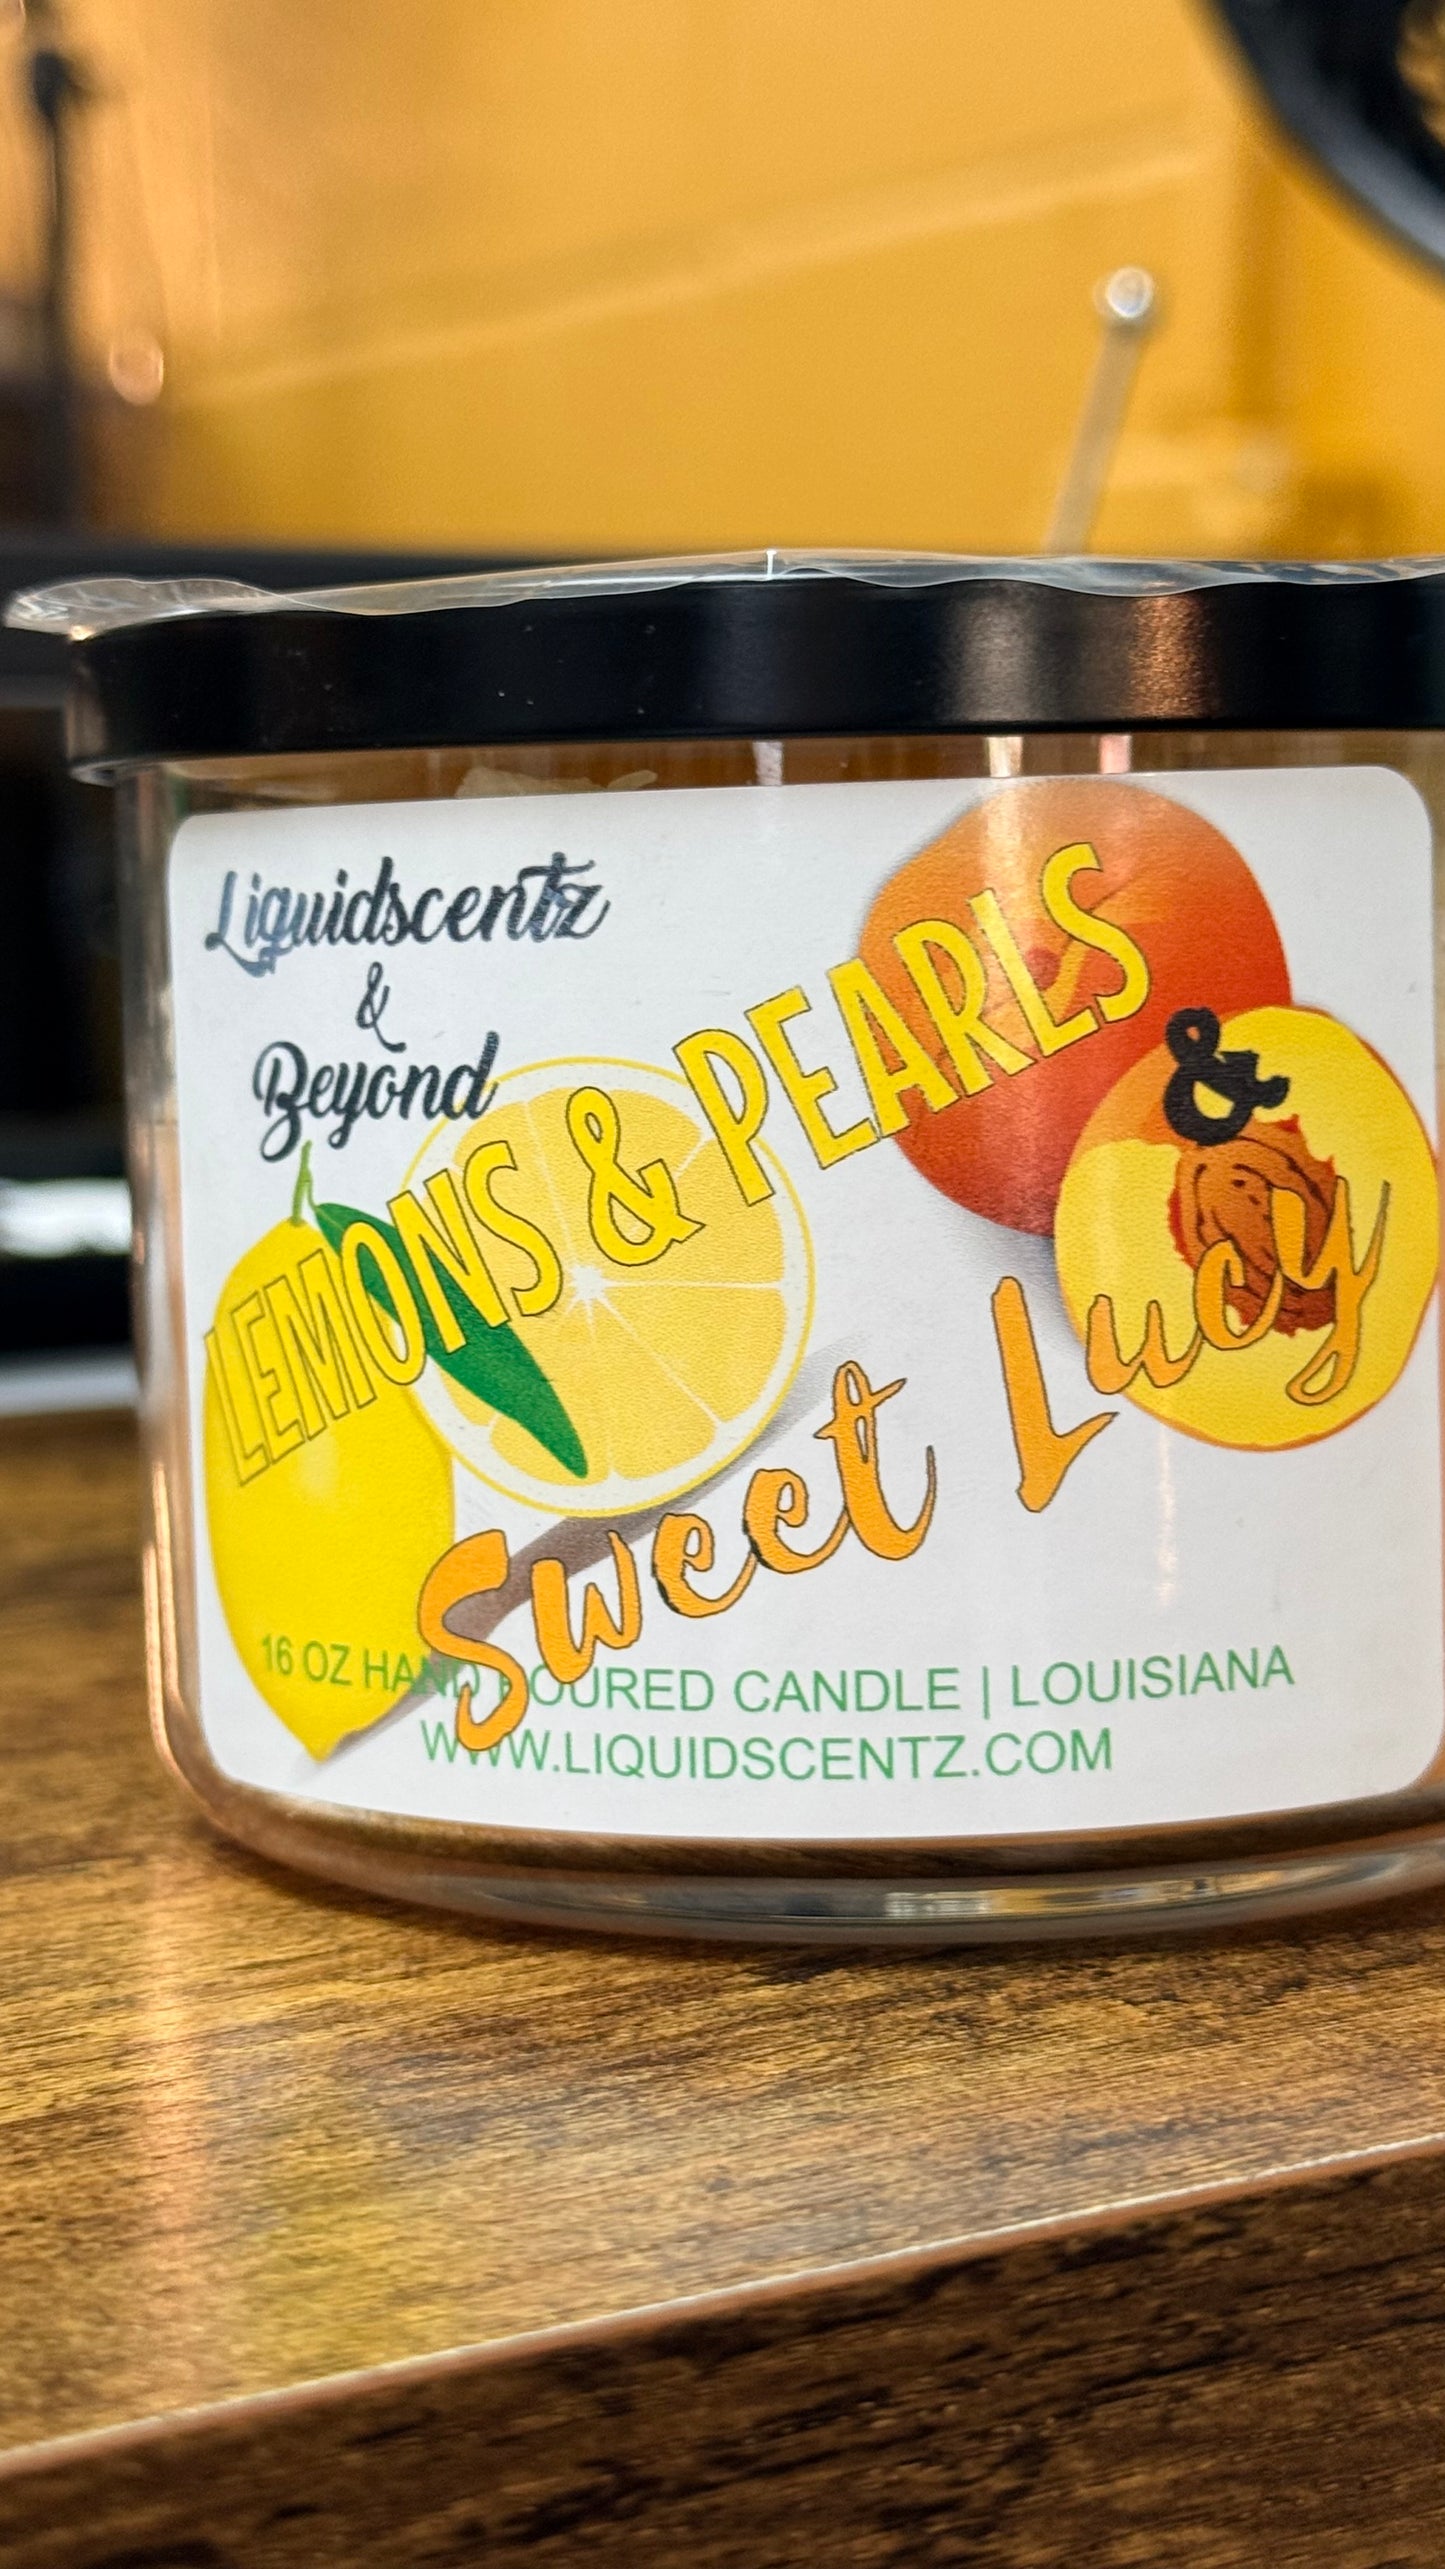 Liquidscentz
&
Beyond
LEMONS & PEARLS
&
Sweet Lucy
16 OZ HAND POURED CANDLE | LOUISIANA
WWW.LIQUIDSCENTZ.COM